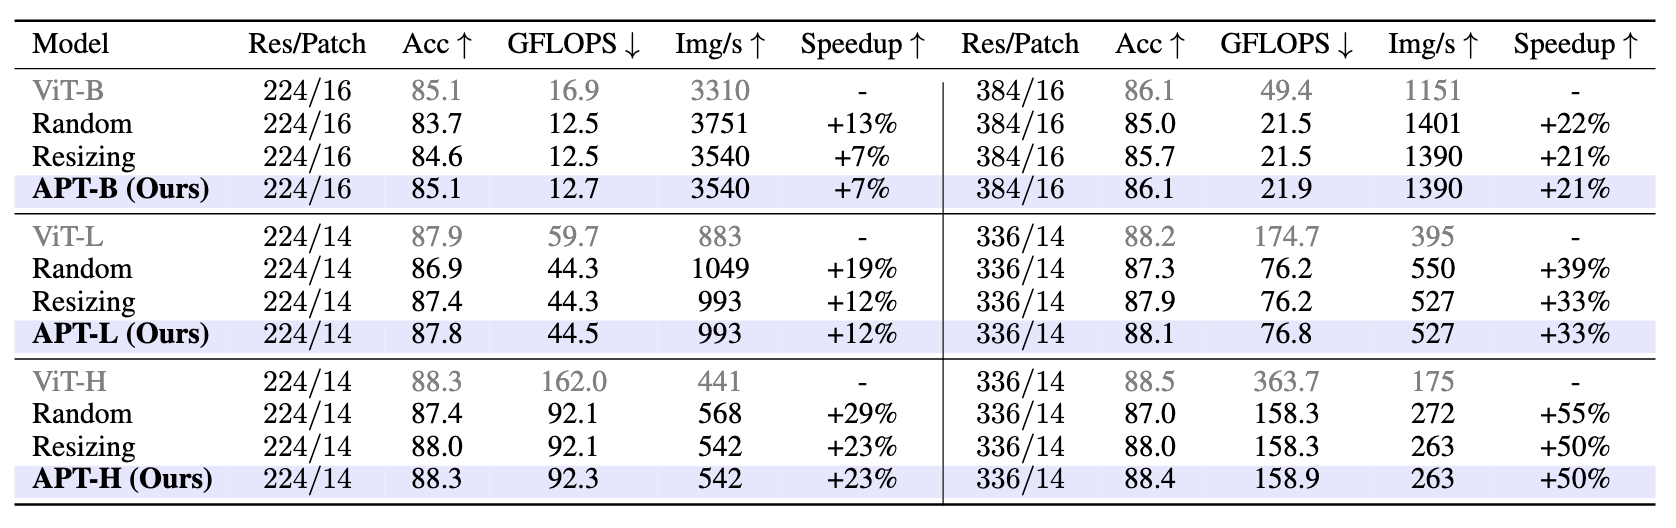 Model Res/Patch Acc ↑ GFLOPS ↓ Img/s ↑ Speedup ↑ Res/Patch Acc ↑ GFLOPS ↓ Img/s ↑ Speedup ↑
ViT-B 224/16 85.1 16.9 3310 - 384/16 86.1 49.4 1151 -
Random 224/16 83.7 12.5 3751 +13% 384/16 85.0 21.5 1401 +22%
Resizing 224/16 84.6 12.5 3540 +7% 384/16 85.7 21.5 1390 +21%
APT-B (Ours) 224/16 85.1 12.7 3540 +7% 384/16 86.1 21.9 1390 +21%
ViT-L 224/14 87.9 59.7 883 - 336/14 88.2 174.7 395 -
Random 224/14 86.9 44.3 1049 +19% 336/14 87.3 76.2 550 +39%
Resizing 224/14 87.4 44.3 993 +12% 336/14 87.9 76.2 527 +33%
APT-L (Ours) 224/14 87.8 44.5 993 +12% 336/14 88.1 76.8 527 +33%
ViT-H 224/14 88.3 162.0 441 - 336/14 88.5 363.7 175 -
Random 224/14 87.4 92.1 568 +29% 336/14 87.0 158.3 272 +55%
Resizing 224/14 88.0 92.1 542 +23% 336/14 88.0 158.3 263 +50%
APT-H (Ours) 224/14 88.3 92.3 542 +23% 336/14 88.4 158.9 263 +50%